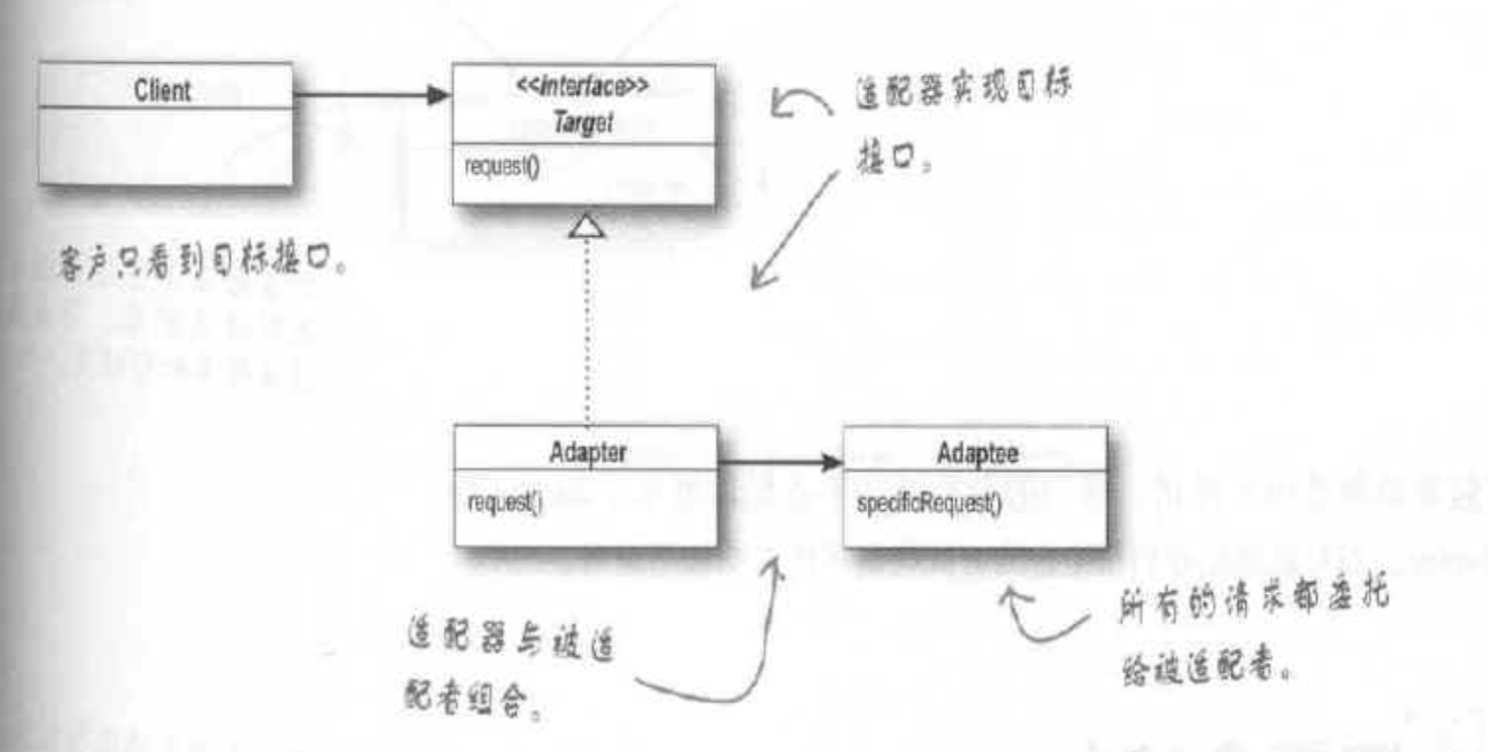 Client
<<interface>>
Target
request()
适配器实现目标
接口。
客户只看到目标接口。
Adapter
request()
Adaptee
specificRequest()
适配器与被适
配者组合。
所有的请求都委托
给被适配者。